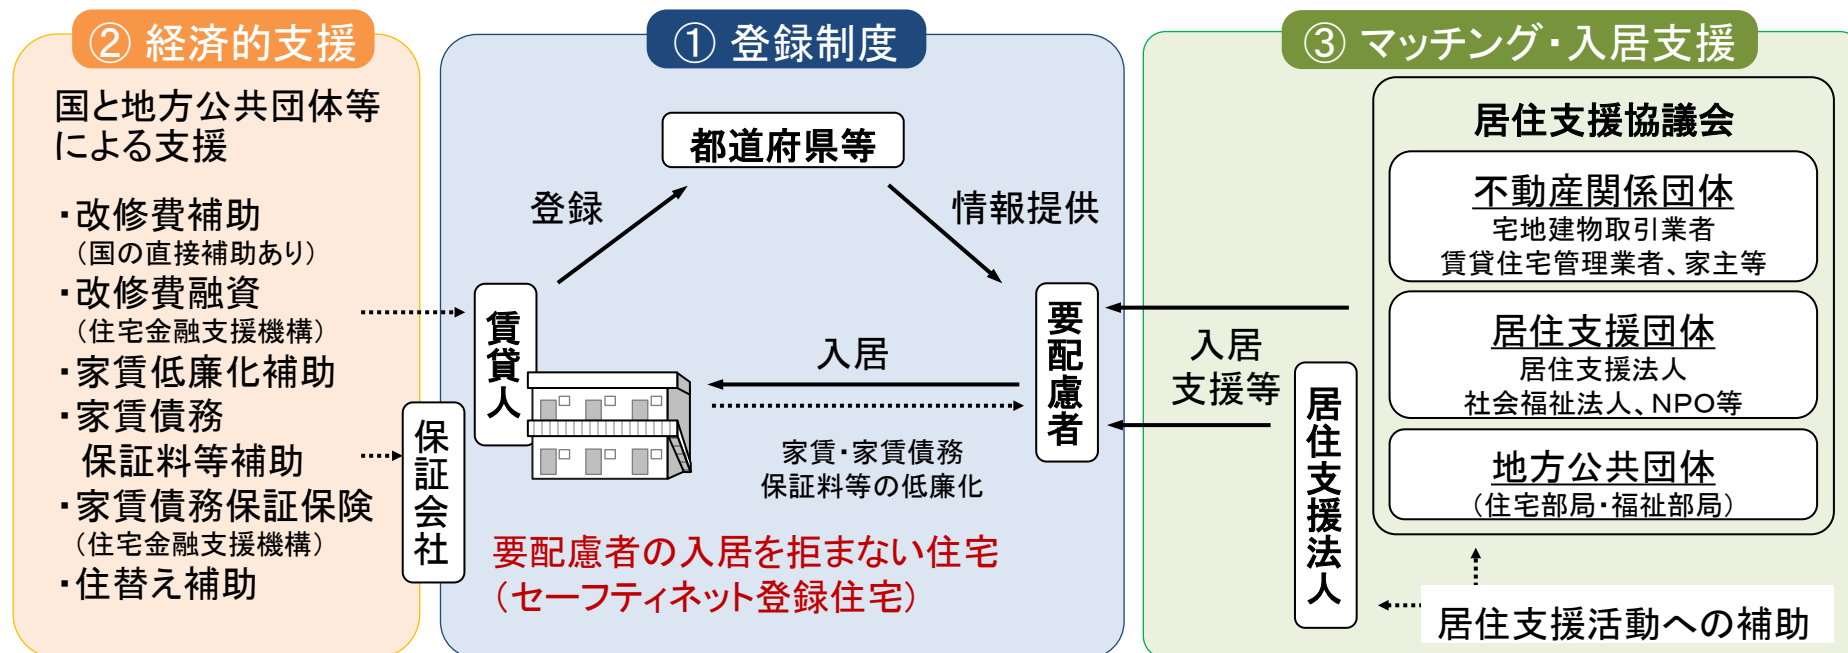 ② 経済的支援
国と地方公共団体等
による支援
・改修費補助
（国の直接補助あり）
・改修費融資
（住宅金融支援機構）
・家賃低廉化補助
・家賃債務
保証料等補助
・家賃債務保証保険
（住宅金融支援機構）
・住替え補助
保証会社
① 登録制度
都道府県等
登録
情報提供
賃貸人
要配慮者
入居
家賃・家賃債務
保証料等の低廉化
要配慮者の入居を拒まない住宅
（セーフティネット登録住宅）
③ マッチング・入居支援
居住支援協議会
不動産関係団体
宅地建物取引業者
賃貸住宅管理業者、家主等
居住支援団体
居住支援法人
社会福祉法人、NPO等
地方公共団体
（住宅部局・福祉部局）
入居
支援等
居住支援法人
居住支援活動への補助